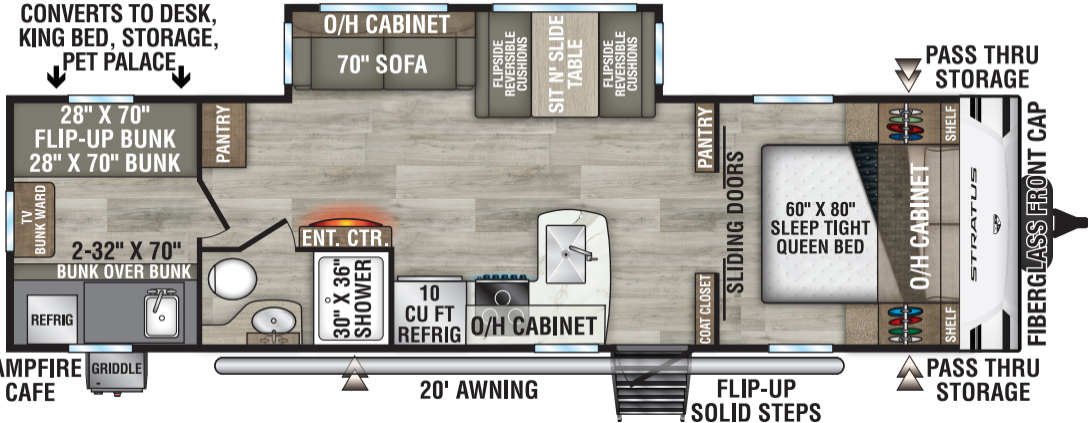 CONVERTS TO DESK,
KING BED, STORAGE,
PET PALACE
O/H CABINET
70" SOFA
FLIPSIDE
REVERSIBLE
CUSHIONS
SIT N' SLIDE
TABLE
FLIPSIDE
REVERSIBLE
CUSHIONS
PASS THRU
STORAGE
28" X 70"
FLIP-UP BUNK
28" X 70" BUNK
PANTRY
PANTRY
SHELF
TV
BUNK WARD
2-32" X 70"
BUNK OVER BUNK
ENT. CTR.
30" X 36"
SHOWER
10
CU FT
REFRIG
O/H CABINET
COAT CLOSET
SLIDING DOORS
60" X 80"
SLEEP TIGHT
QUEEN BED
O/H CABINET
SHELF
STRATUS
FIBERGLASS FRONT CAP
REFRIG
AMPFIRE
CAFE
GRIDDLE
20' AWNING
FLIP-UP
SOLID STEPS
PASS THRU
STORAGE